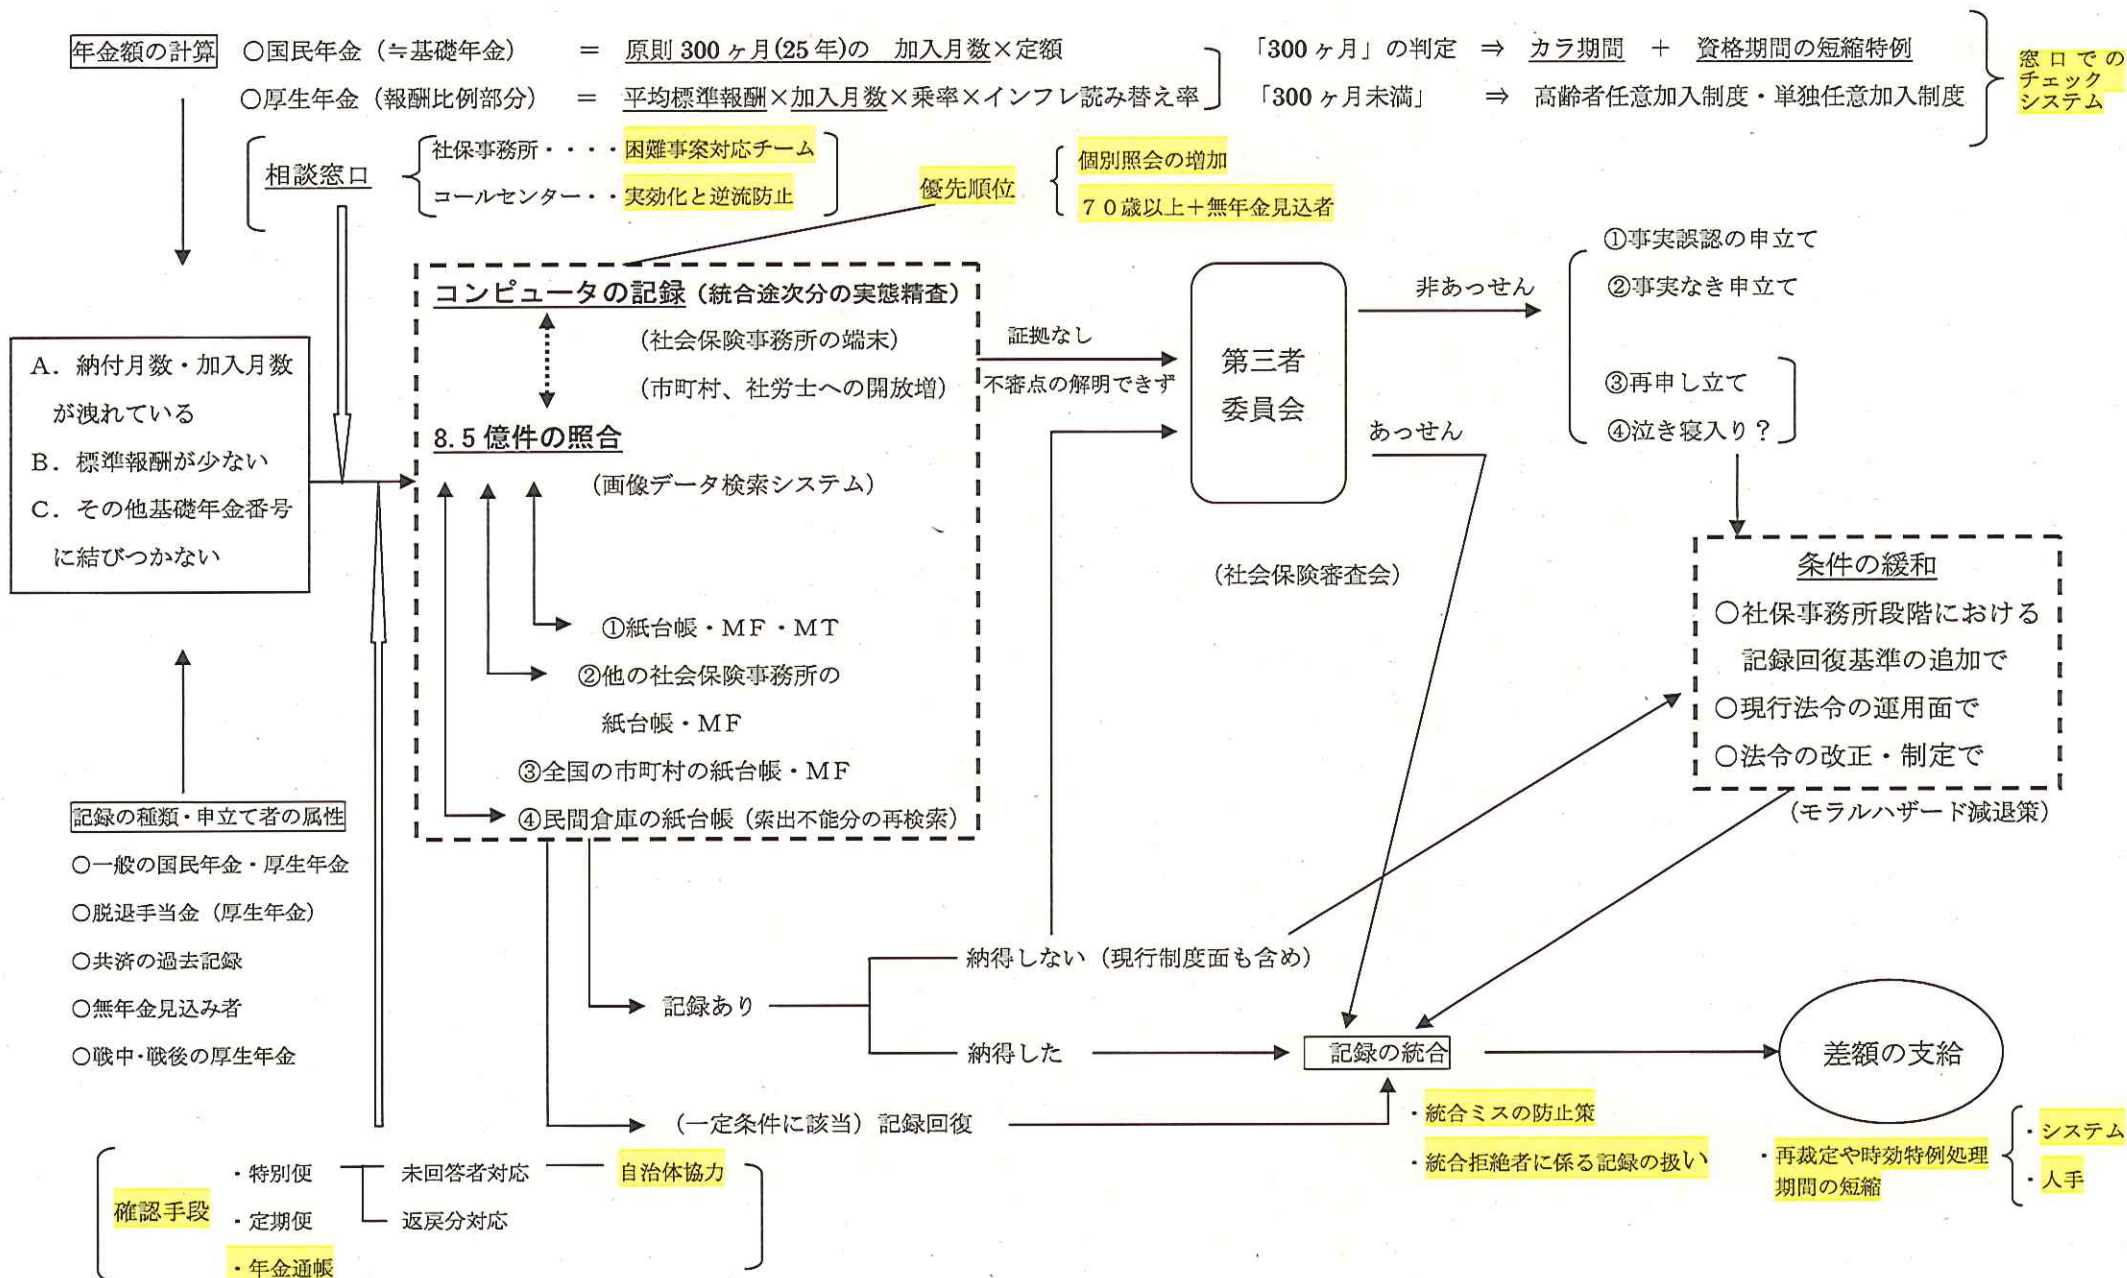 年金額の計算　○国民年金（≒基礎年金）　＝　原則300ヶ月(25年)の　加入月数×定額　「300ヶ月」の判定　⇒　カラ期間　＋　資格期間の短縮特例
○厚生年金（報酬比例部分）　＝　平均標準報酬×加入月数×乗率×インフレ読み替え率　「300ヶ月未満」　⇒　高齢者任意加入制度・単独任意加入制度
窓口での
チェック
システム
相談窓口
社保事務所・・・・困難事案対応チーム
コールセンター・・実効化と逆流防止
優先順位
個別照会の増加
７０歳以上＋無年金見込者
A．納付月数・加入月数
が洩れている
B．標準報酬が少ない
C．その他基礎年金番号
に結びつかない
コンピュータの記録（統合途次分の実態精査）
（社会保険事務所の端末）
（市町村、社労士への開放増）
8.5億件の照合
（画像データ検索システム）
①紙台帳・MF・MT
②他の社会保険事務所の
紙台帳・MF
③全国の市町村の紙台帳・MF
④民間倉庫の紙台帳（索出不能分の再検索）
証拠なし
不審点の解明できず
第三者
委員会
（社会保険審査会）
非あっせん
あっせん
①事実誤認の申立て
②事実なき申立て
③再申し立て
④泣き寝入り？
条件の緩和
○社保事務所段階における
記録回復基準の追加で
○現行法令の運用面で
○法令の改正・制定で
（モラルハザード減退策）
記録の種類・申立て者の属性
○一般の国民年金・厚生年金
○脱退手当金（厚生年金）
○共済の過去記録
○無年金見込み者
○戦中・戦後の厚生年金
納得しない（現行制度面も含め）
記録あり
納得した
記録の統合
差額の支給
（一定条件に該当）記録回復
・統合ミスの防止策
・統合拒絶者に係る記録の扱い
・再裁定や時効特例処理
期間の短縮
・システム
・人手
確認手段
・特別便　未回答者対応　自治体協力
・定期便　返戻分対応
・年金通帳